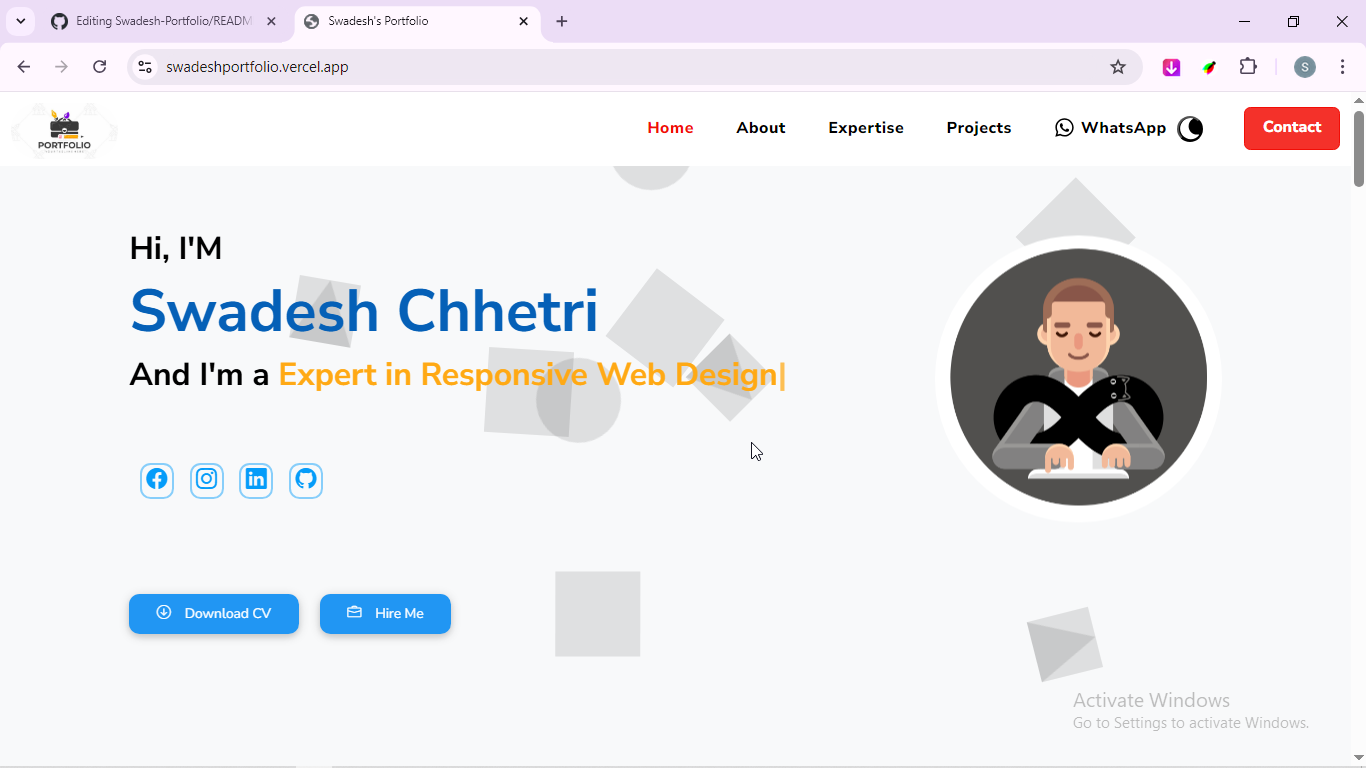 Editing Swadesh-Portfolio/READM
Swadesh's Portfolio
swadeshportfolio.vercel.app
S
PORTFOLIO
Home
About
Expertise
Projects
WhatsApp
Contact
Hi, I'M
Swadesh Chhetri
And I'm a Expert in Responsive Web Design|
Download CV
Hire Me
Activate Windows
Go to Settings to activate Windows.